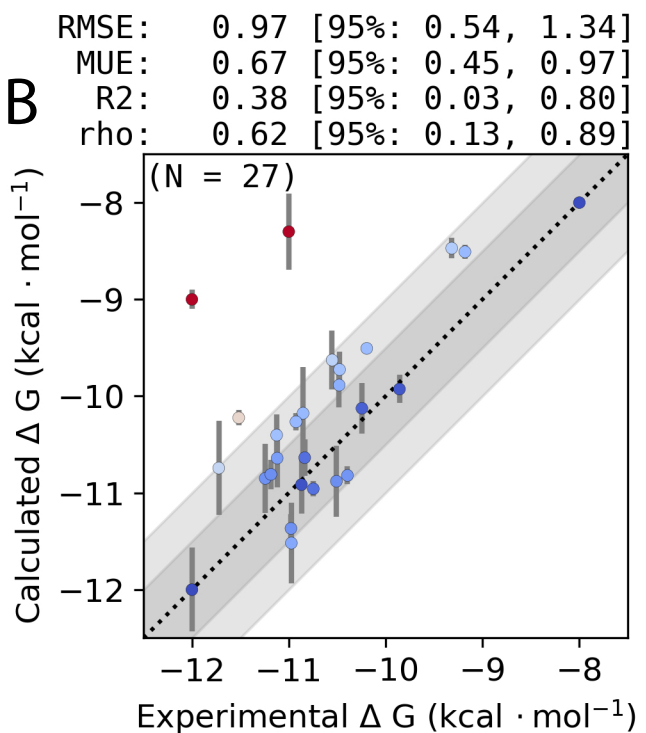 RMSE: 0.97 [95%: 0.54, 1.34]
MUE: 0.67 [95%: 0.45, 0.97]
R2: 0.38 [95%: 0.03, 0.80]
rho: 0.62 [95%: 0.13, 0.89]
B
(N = 27)
Calculated Δ G (kcal · mol⁻¹)
−8
−9
−10
−11
−12
−12 −11 −10 −9 −8
Experimental Δ G (kcal · mol⁻¹)